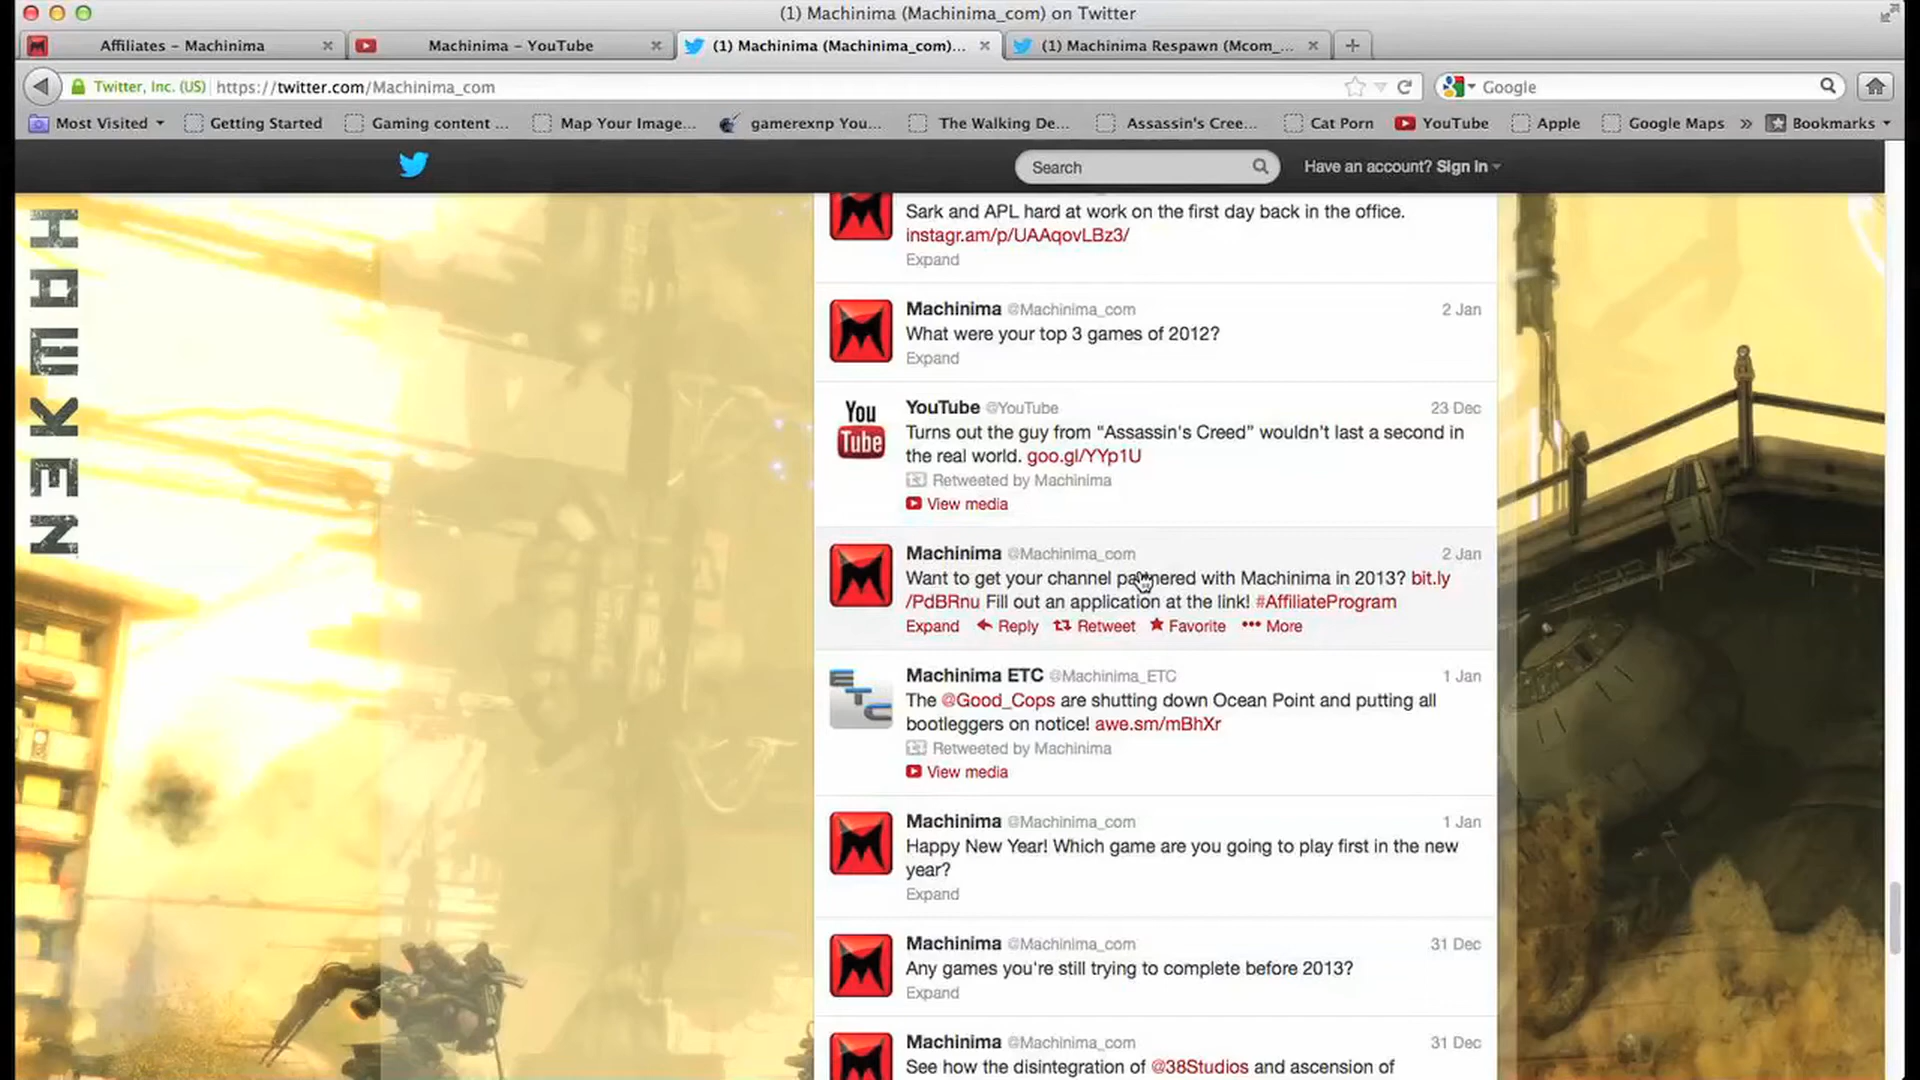 (1) Machinima (Machinima_com) on Twitter
Affiliates – Machinima
Machinima – YouTube
(1) Machinima (Machinima_com)...
(1) Machinima Respawn (Mcom_...
Twitter, Inc. (US)
https://twitter.com/Machinima_com
Google
Most Visited
Getting Started
Gaming content ...
Map Your Image...
gamerexnp You...
The Walking De...
Assassin's Cree...
Cat Porn
YouTube
Apple
Google Maps
»
Bookmarks
Search
Have an account? Sign in
HAWKEN
Sark and APL hard at work on the first day back in the office.
instagr.am/p/UAAqovLBz3/
Expand
Machinima @Machinima_com 2 Jan
What were your top 3 games of 2012?
Expand
You
Tube
YouTube @YouTube 23 Dec
Turns out the guy from "Assassin's Creed" wouldn't last a second in
the real world. goo.gl/YYp1U
Retweeted by Machinima
View media
Machinima @Machinima_com 2 Jan
Want to get your channel partnered with Machinima in 2013? bit.ly
/PdBRnu Fill out an application at the link! #AffiliateProgram
Expand Reply Retweet Favorite ••• More
ETC
Machinima ETC @Machinima_ETC 1 Jan
The @Good_Cops are shutting down Ocean Point and putting all
bootleggers on notice! awe.sm/mBhXr
Retweeted by Machinima
View media
Machinima @Machinima_com 1 Jan
Happy New Year! Which game are you going to play first in the new
year?
Expand
Machinima @Machinima_com 31 Dec
Any games you're still trying to complete before 2013?
Expand
Machinima @Machinima_com 31 Dec
See how the disintegration of @38Studios and ascension of